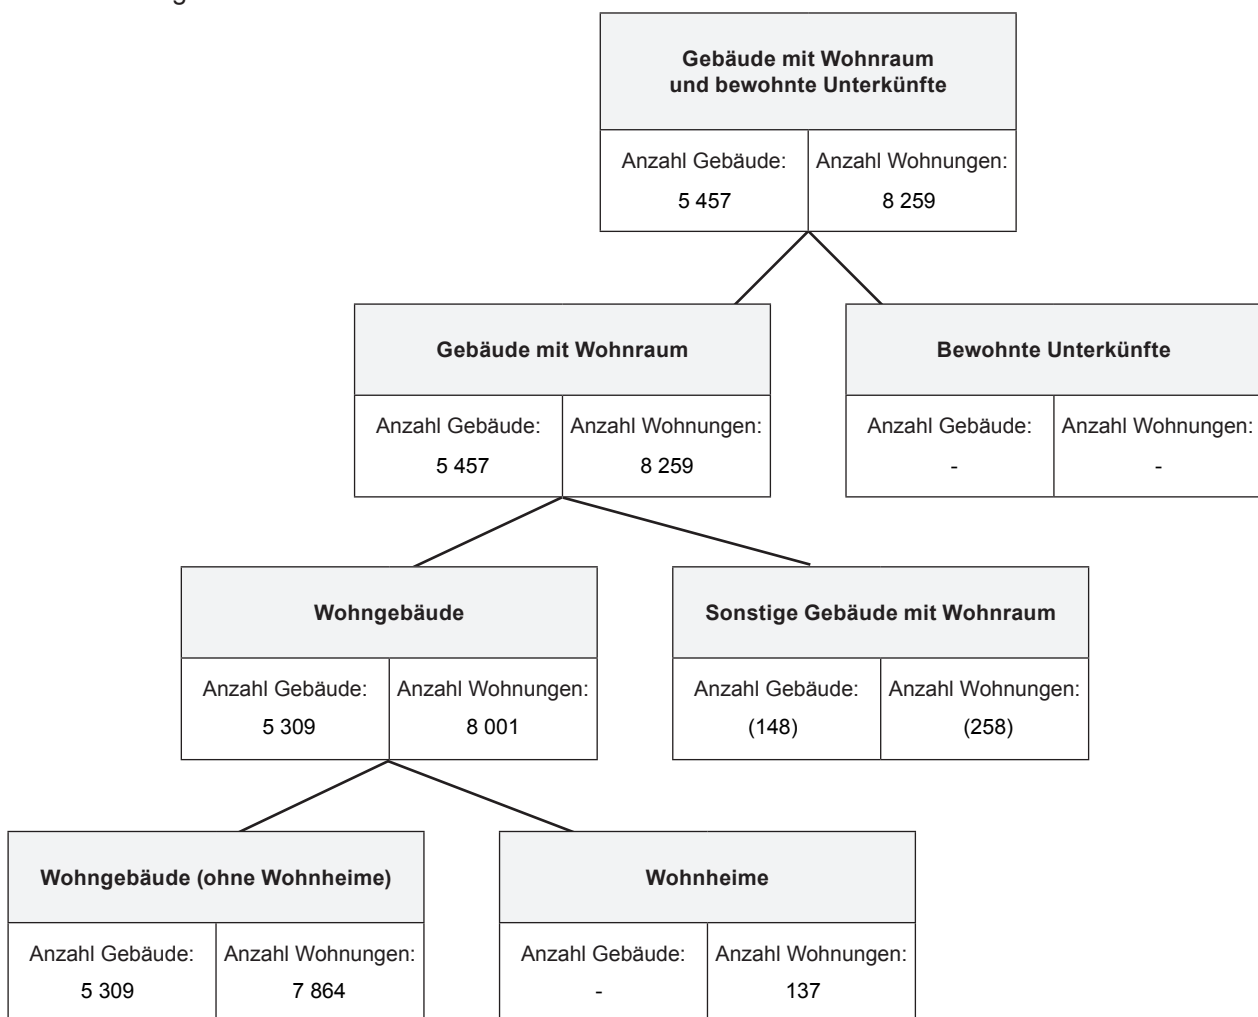 Gebäude mit Wohnraum
und bewohnte Unterkünfte
Anzahl Gebäude: Anzahl Wohnungen:
5 457 8 259
Gebäude mit Wohnraum
Anzahl Gebäude: Anzahl Wohnungen:
5 457 8 259
Bewohnte Unterkünfte
Anzahl Gebäude: Anzahl Wohnungen:
- -
Wohngebäude
Anzahl Gebäude: Anzahl Wohnungen:
5 309 8 001
Sonstige Gebäude mit Wohnraum
Anzahl Gebäude: Anzahl Wohnungen:
(148) (258)
Wohngebäude (ohne Wohnheime)
Anzahl Gebäude: Anzahl Wohnungen:
5 309 7 864
Wohnheime
Anzahl Gebäude: Anzahl Wohnungen:
- 137